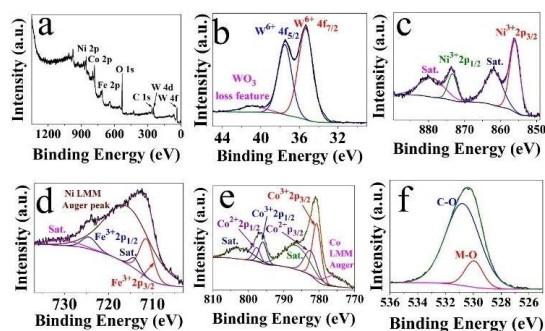 a
Intensity (a.u.)
Ni 2p
Co 2p
Fe 2p
O 1s
C 1s
W 4d
W 4f
1200 900 600 300 0
Binding Energy (eV)
b
Intensity (a.u.)
W6+ 4f5/2
W6+ 4f7/2
WO3
loss feature
44 40 36 32
Binding Energy (eV)
c
Intensity (a.u.)
Sat.
Ni3+2p1/2
Sat.
Ni3+2p3/2
880 870 860 850
Binding Energy (eV)
d
Intensity (a.u.)
Ni LMM
Auger peak
Sat.
Fe3+2p1/2
Sat.
Fe3+2p3/2
730 720 710
Binding Energy (eV)
e
Intensity (a.u.)
Co3+2p3/2
Co3+2p1/2
Co2+2p1/2
Co2+2p3/2
Sat.
Sat.
Co
LMM
Auger
810 800 790 780 770
Binding Energy (eV)
f
Intensity (a.u.)
C-O
M-O
536 534 532 530 528 526
Binding Energy (eV)